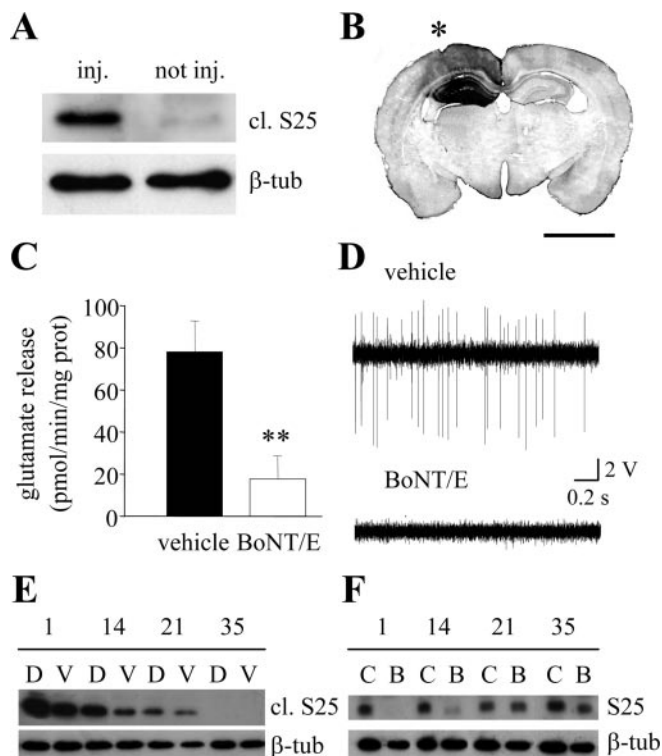 A
inj. not inj.
cl. S25
β-tub
B
*
C
glutamate release
(pmol/min/mg prot)
100
80
60
40
20
0
**
vehicle BoNT/E
D
vehicle
2 V
0.2 s
BoNT/E
E
1 14 21 35
D V D V D V D V
cl. S25
β-tub
F
1 14 21 35
C B C B C B C B
S25
β-tub